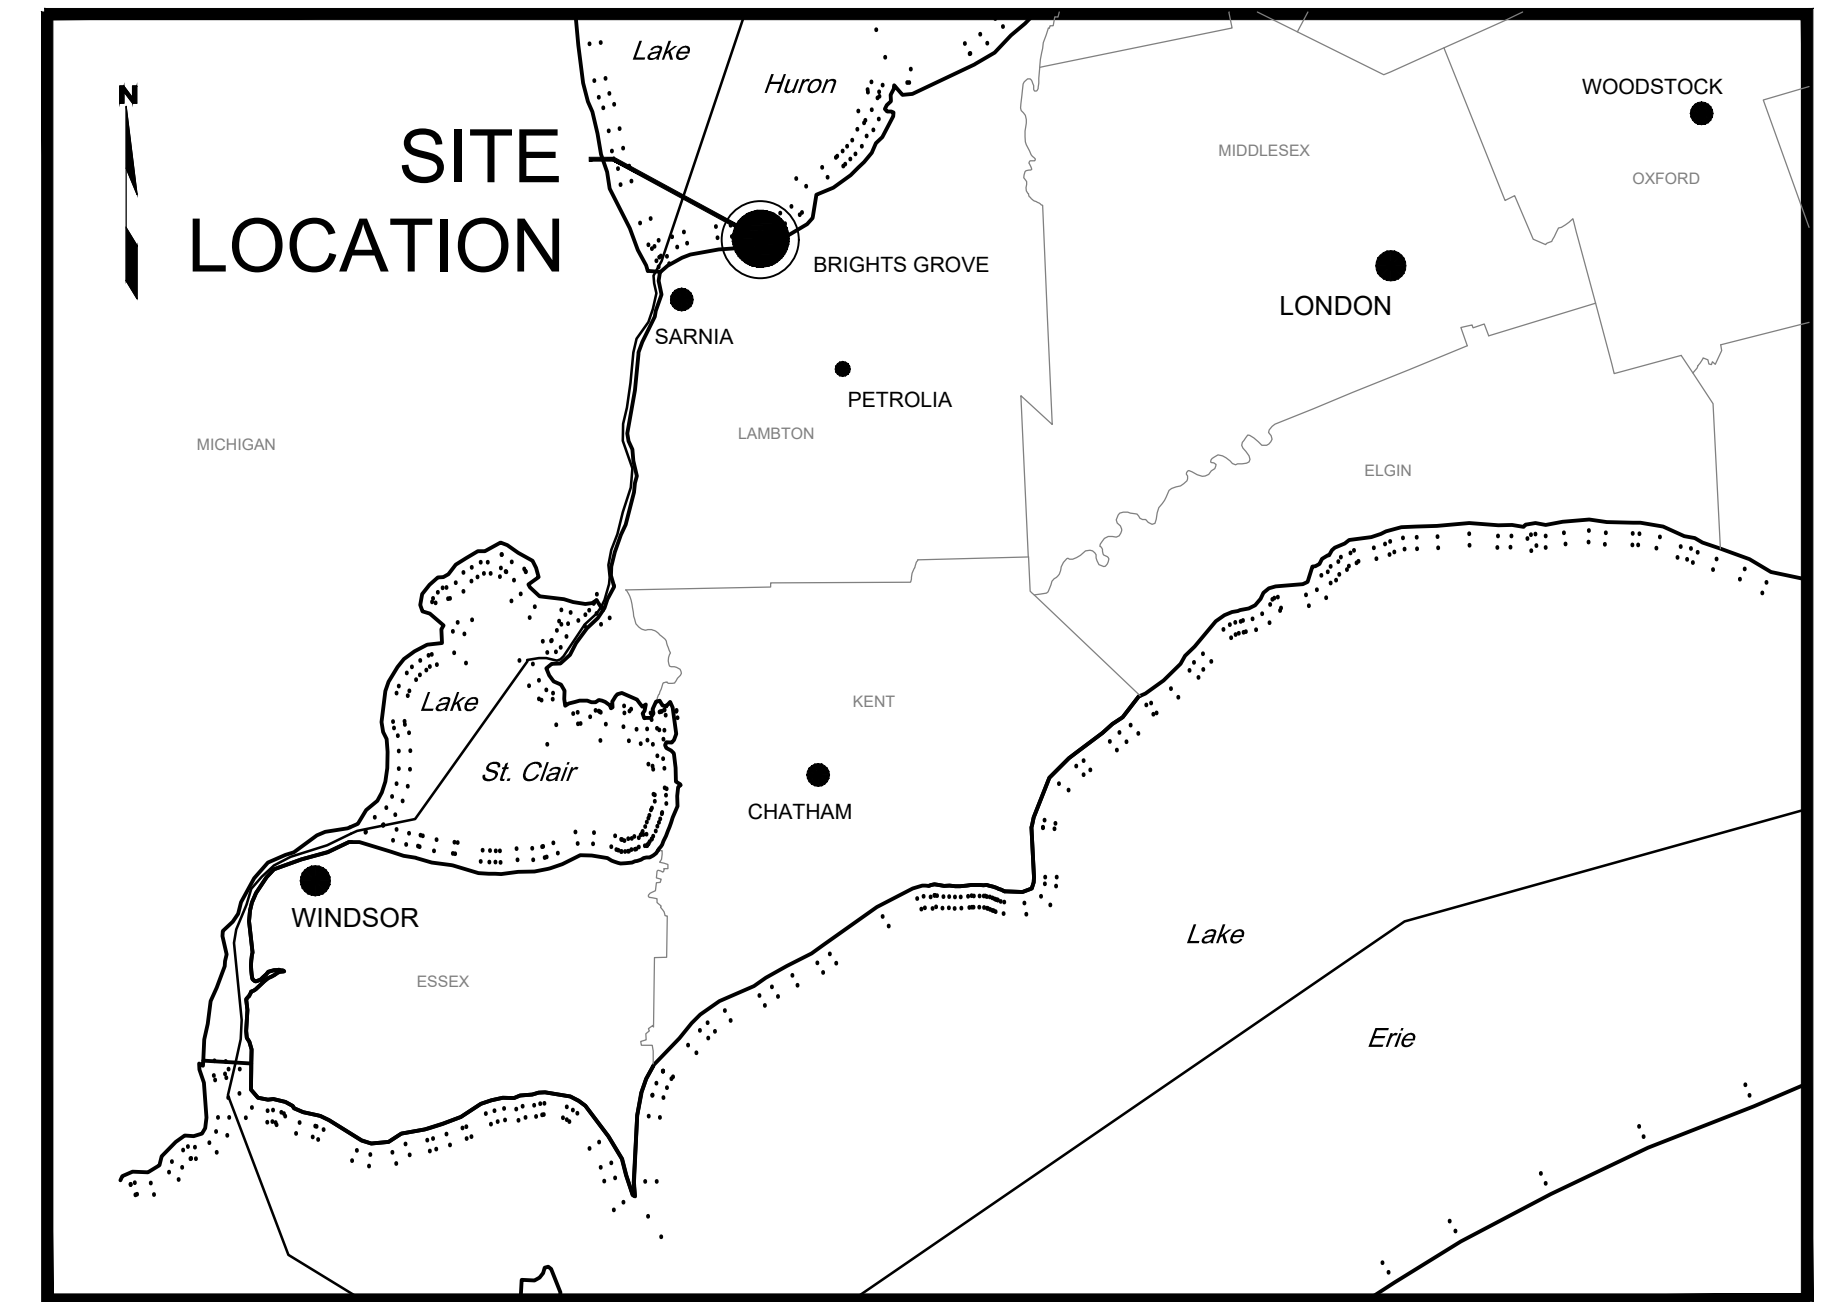 Lake
Huron
WOODSTOCK
N
SITE
LOCATION
MIDDLESEX
OXFORD
BRIGHTS GROVE
LONDON
SARNIA
PETROLIA
LAMBTON
MICHIGAN
ELGIN
Lake
St. Clair
KENT
CHATHAM
WINDSOR
Lake
ESSEX
Erie